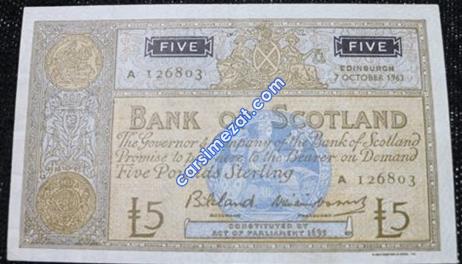 FIVE FIVE
EDINBURGH
A 126803 7 OCTOBER 1963
BANK OF SCOTLAND
The Governor & Company of the Bank of Scotland
Promise to pay here to the Bearer on Demand
Five Pounds Sterling A 126803
£5 £5
CONSTITUTED BY
ACT OF PARLIAMENT 1695
carsimezat.com